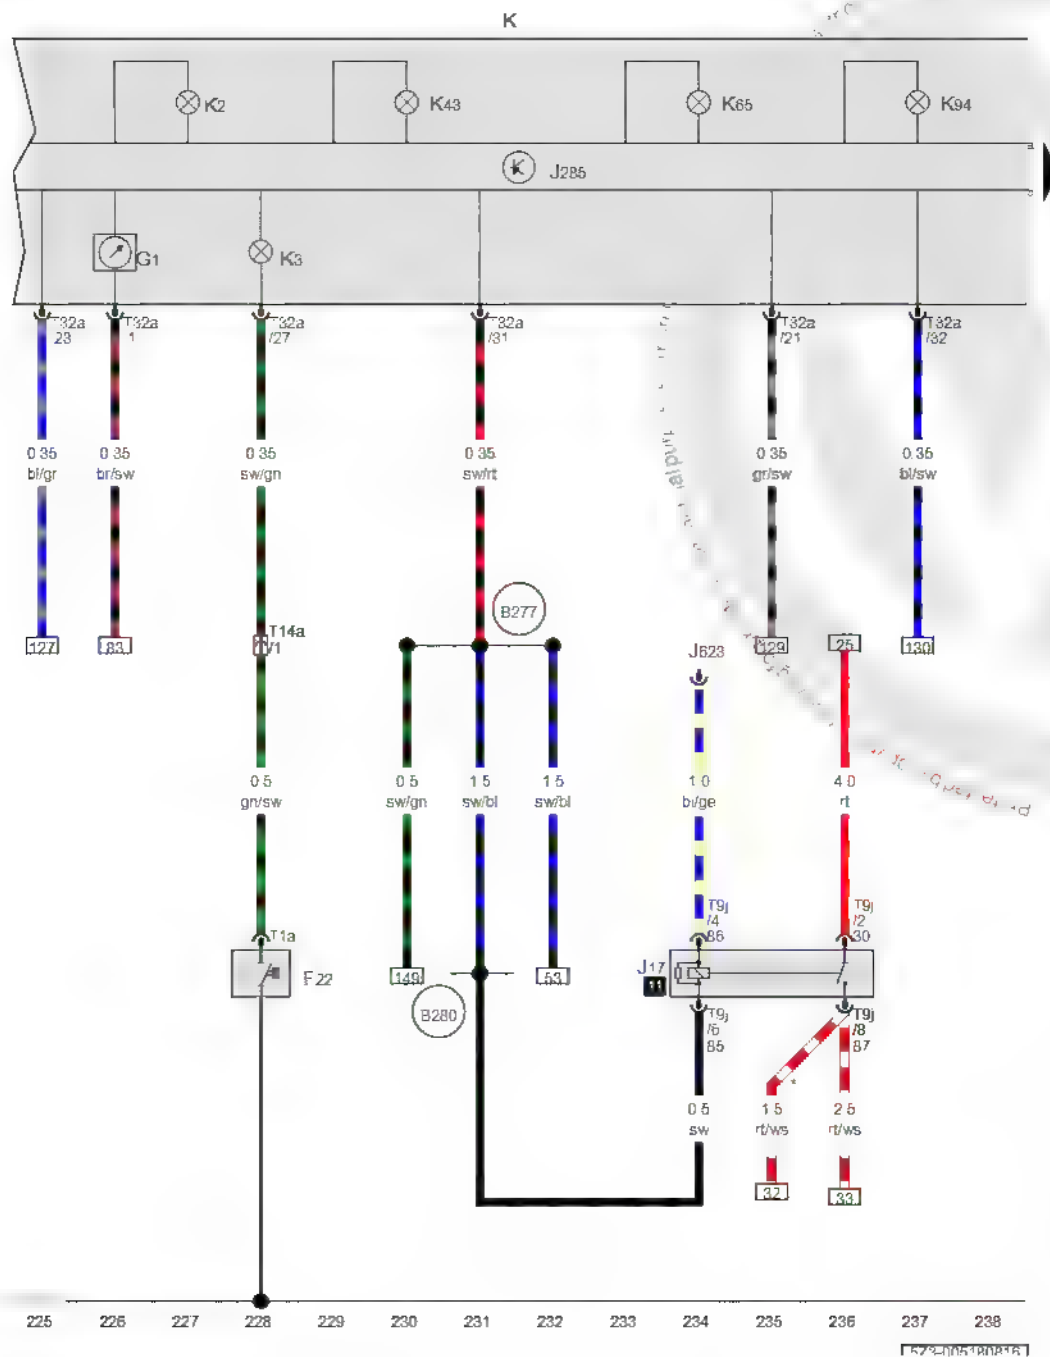 K
K2
K43
K65
K94
K J285
G1
K3
T32a
23
T32a
1
T32a
/27
T32a
/31
T32a
/21
T32a
/32
0.35
bl/gr
0.35
br/sw
0.35
sw/gn
0.35
sw/rt
0.35
gr/sw
0.35
bl/sw
B277
127
83
T14a
/1
J623
129
25
130
0.5
gn/sw
0.5
sw/gn
1.5
sw/bl
1.5
sw/bl
1.0
bl/ge
4.0
rt
T9j
/4
86
T9j
/2
30
T1a
F22
149
53
J17
11
B280
T9j
/6
85
T9j
/8
87
*
0.5
sw
1.5
rt/ws
2.5
rt/ws
32
33
225 226 227 228 229 230 231 232 233 234 235 236 237 238
573-005180816